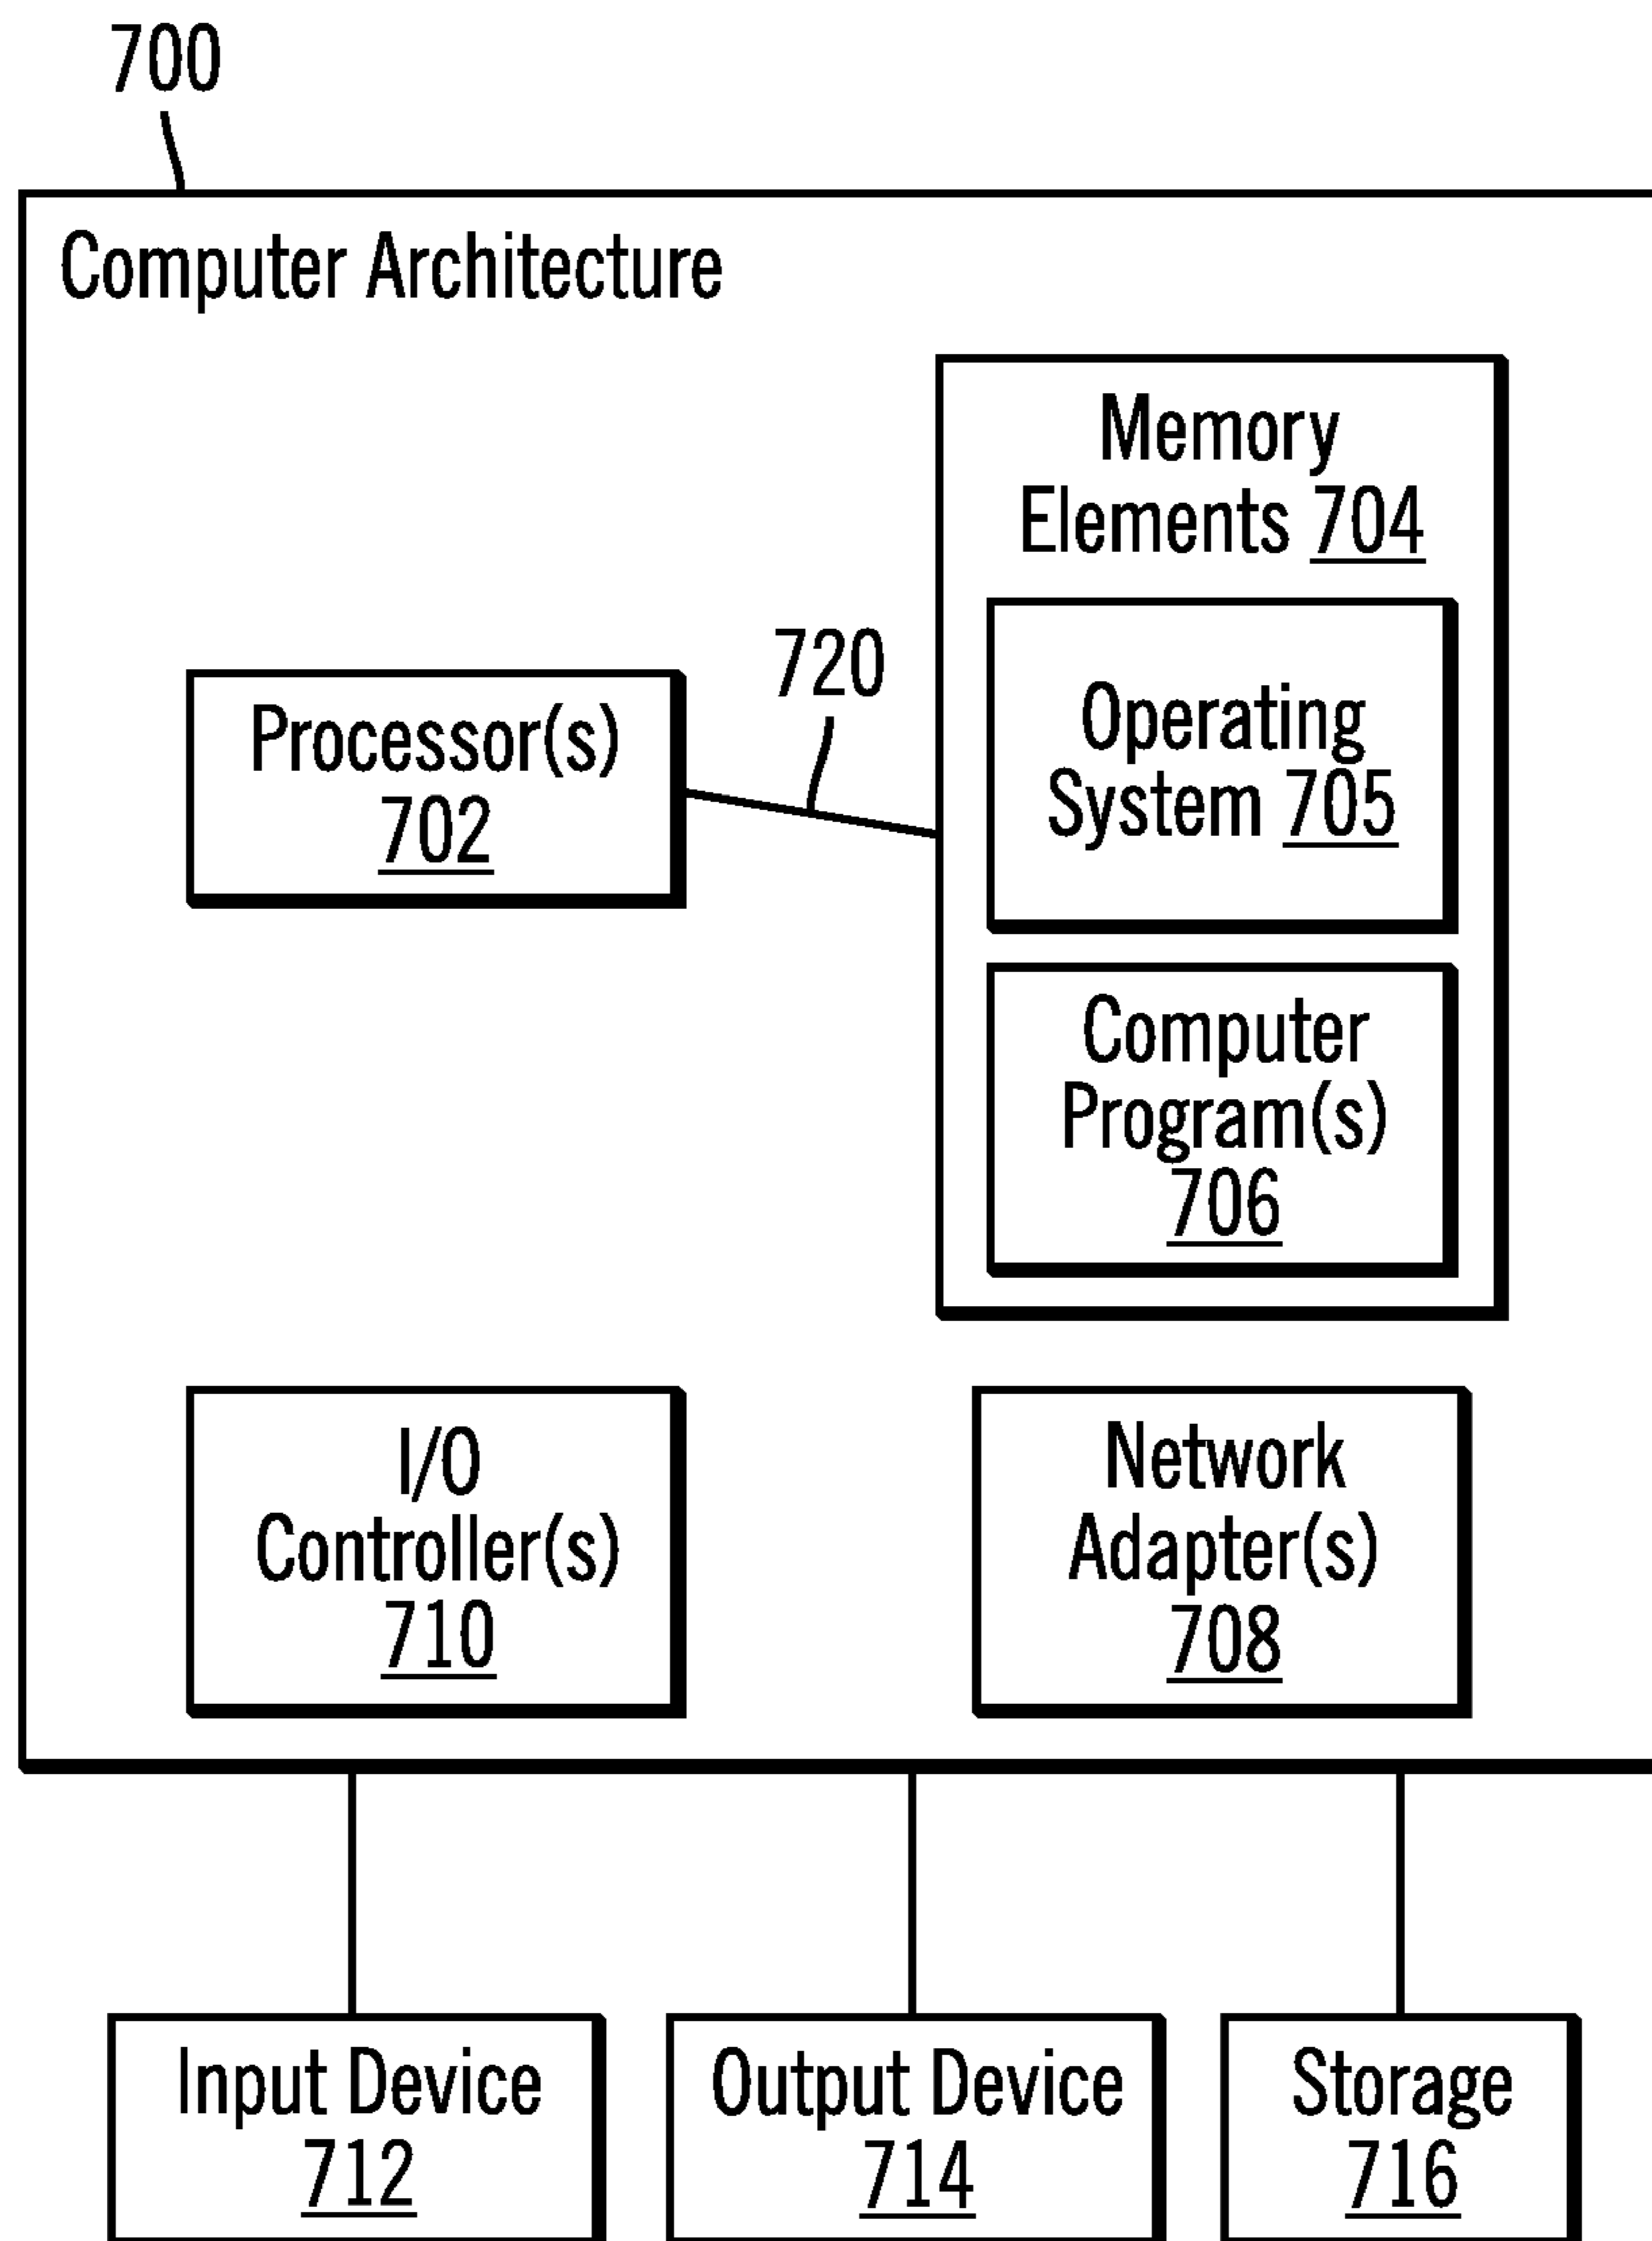 700
Computer Architecture
Memory
Elements 704
720
Processor(s)
702
Operating
System 705
Computer
Program(s)
706
I/O
Controller(s)
710
Network
Adapter(s)
708
Input Device
712
Output Device
714
Storage
716